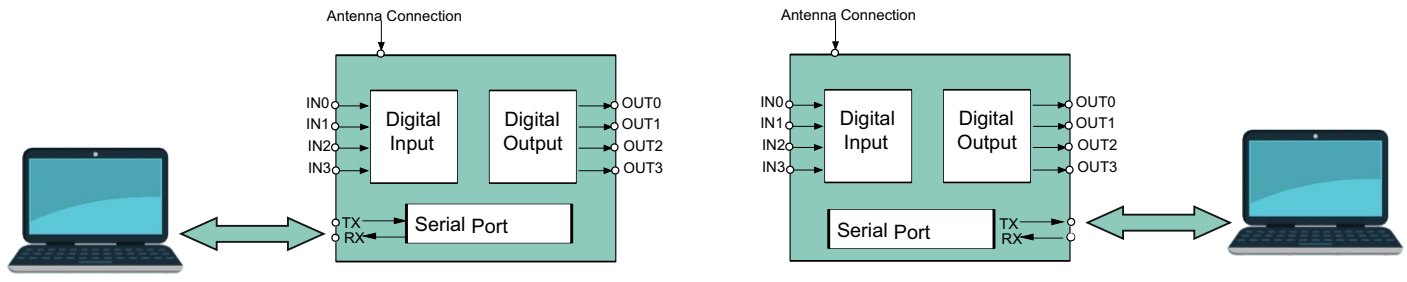 Antenna Connection
IN0
IN1
IN2
IN3
Digital
Input
Digital
Output
OUT0
OUT1
OUT2
OUT3
TX
RX
Serial Port
Antenna Connection
IN0
IN1
IN2
IN3
Digital
Input
Digital
Output
OUT0
OUT1
OUT2
OUT3
Serial Port
TX
RX